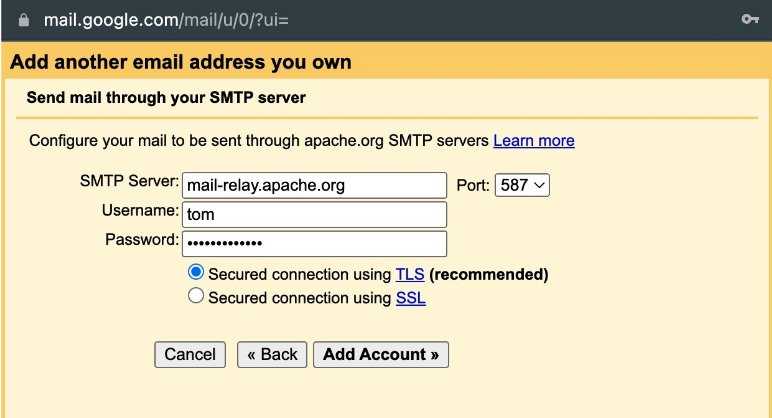 mail.google.com/mail/u/0/?ui=
Add another email address you own
Send mail through your SMTP server
Configure your mail to be sent through apache.org SMTP servers Learn more
SMTP Server: mail-relay.apache.org Port: 587
Username: tom
Password: •••••••••••••
Secured connection using TLS (recommended)
Secured connection using SSL
Cancel « Back Add Account »